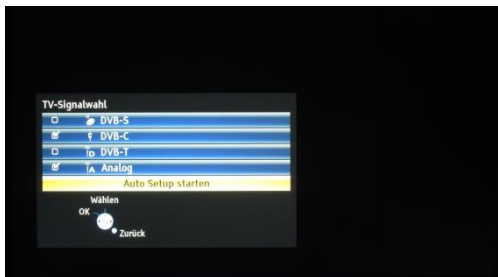 TV-Signalwahl
DVB-S
DVB-C
D DVB-T
A Analog
Auto Setup starten
Wählen
OK
Zurück